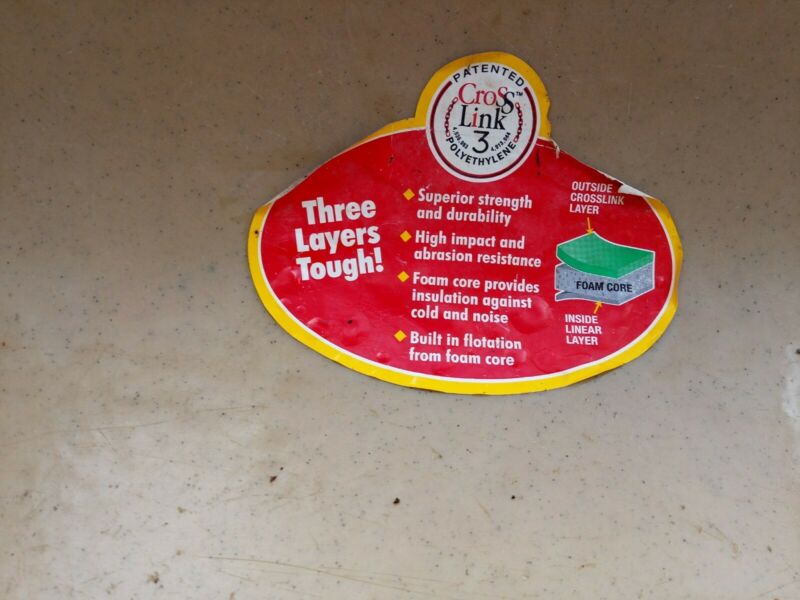 PATENTED
CrosS™
Link
3
POLYETHYLENE
Three
Layers
Tough!
Superior strength
and durability
High impact and
abrasion resistance
Foam core provides
insulation against
cold and noise
Built in flotation
from foam core
OUTSIDE
CROSSLINK
LAYER
FOAM CORE
INSIDE
LINEAR
LAYER